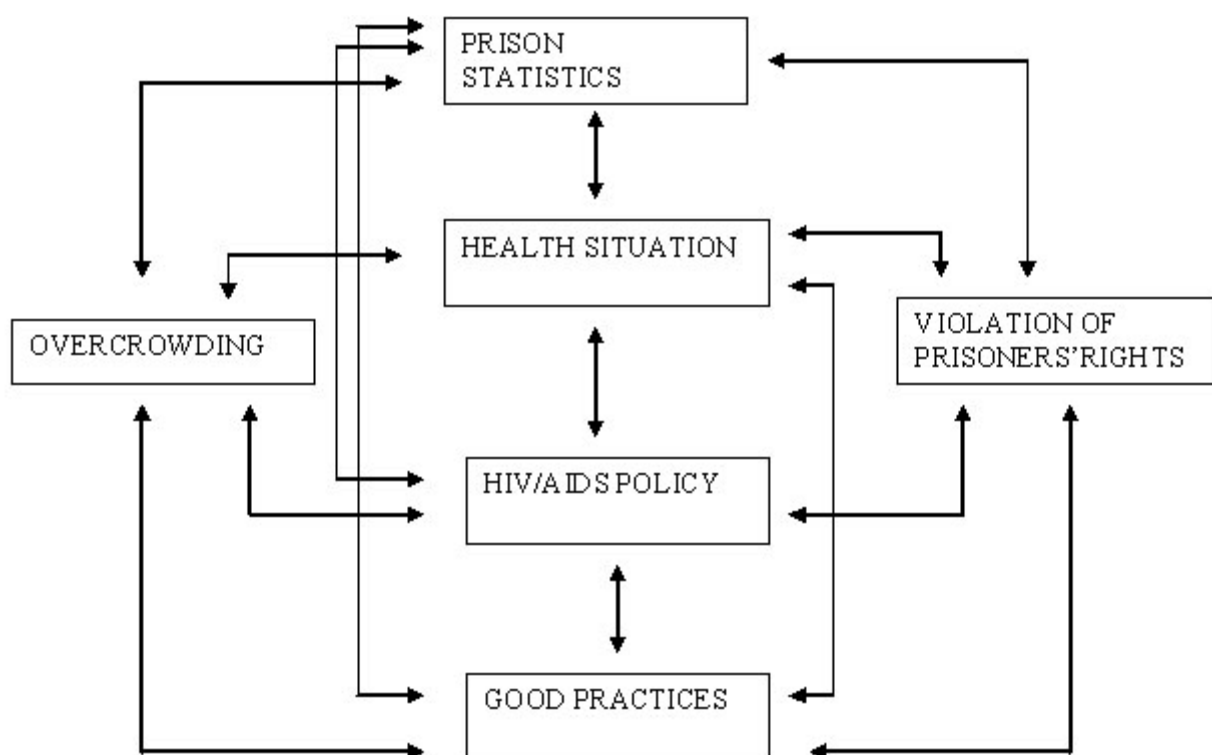 PRISON
STATISTICS
HEALTH SITUATION
OVERCROWDING
VIOLATION OF
PRISONERS'RIGHTS
HIV/AIDS POLICY
GOOD PRACTICES